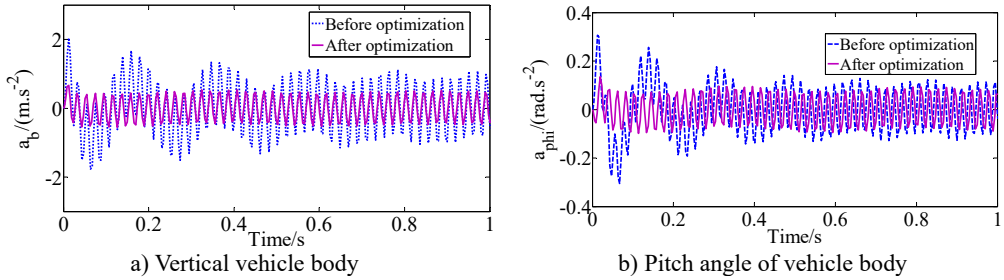 Before optimization
After optimization
a_b/(m.s^-2)
2
0
-2
0
0.2
0.4
0.6
0.8
1
Time/s
a) Vertical vehicle body
Before optimization
After optimization
a_phi/(rad.s^-2)
0.4
0.2
0
-0.2
-0.4
0
0.2
0.4
0.6
0.8
1
Time/s
b) Pitch angle of vehicle body